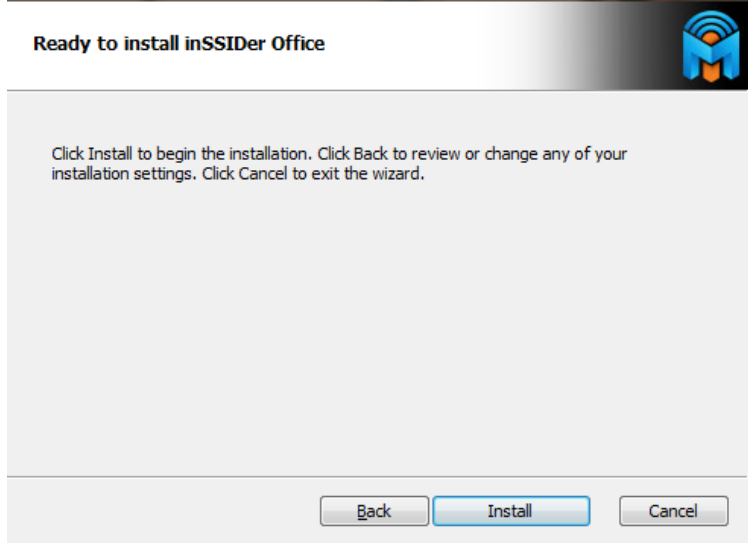 Ready to install inSSIDer Office
Click Install to begin the installation. Click Back to review or change any of your
installation settings. Click Cancel to exit the wizard.
Back
Install
Cancel